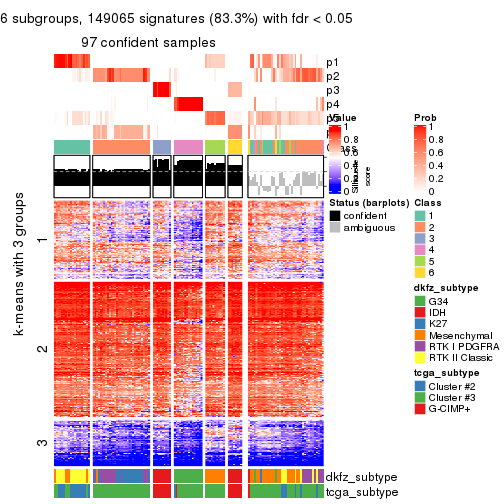 6 subgroups, 149065 signatures (83.3%) with fdr < 0.05
97 confident samples
p1
p2
p3
p4
Value
1
0.8
0.6
0.4
0.2
0
Prob
1
0.8
0.6
0.4
0.2
0
Silhouette
score
Status (barplots)
confident
ambiguous
Class
1
2
3
4
5
6
k-means with 3 groups
1
2
3
dkfz_subtype
G34
IDH
K27
Mesenchymal
RTK I PDGFRA
RTK II Classic
tcga_subtype
Cluster #2
Cluster #3
G-CIMP+
dkfz_subtype
tcga_subtype